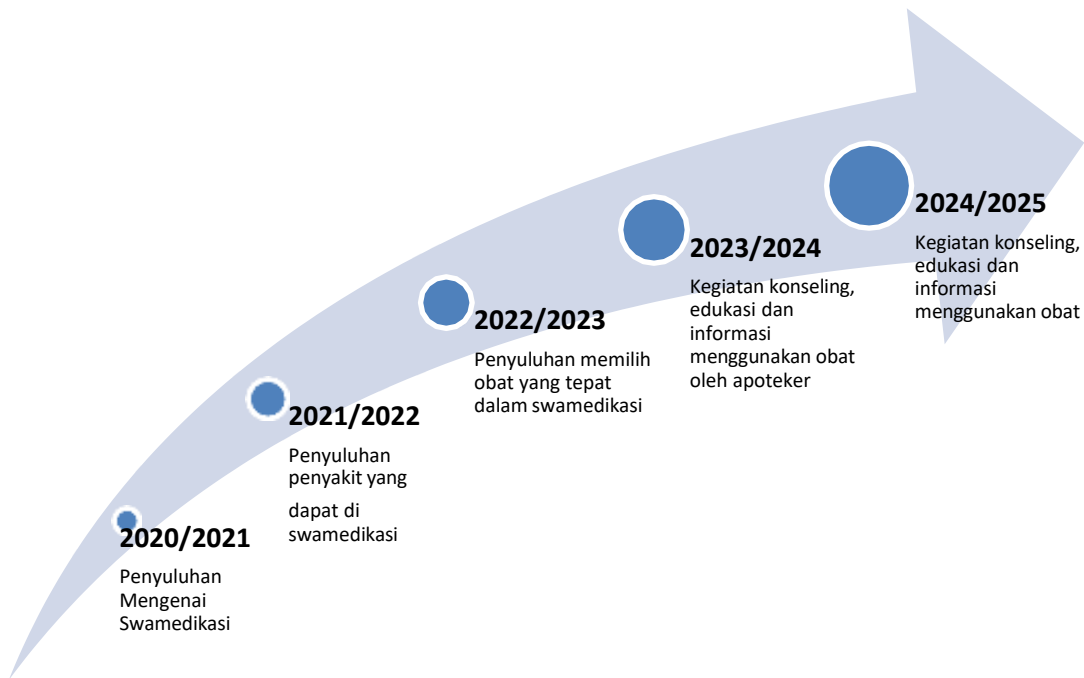 2020/2021
Penyuluhan
Mengenai
Swamedikasi
2021/2022
Penyuluhan
penyakit yang
dapat di
swamedikasi
2022/2023
Penyuluhan memilih
obat yang tepat
dalam swamedikasi
2023/2024
Kegiatan konseling,
edukasi dan
informasi
menggunakan obat
oleh apoteker
2024/2025
Kegiatan konseling,
edukasi dan
informasi
menggunakan obat